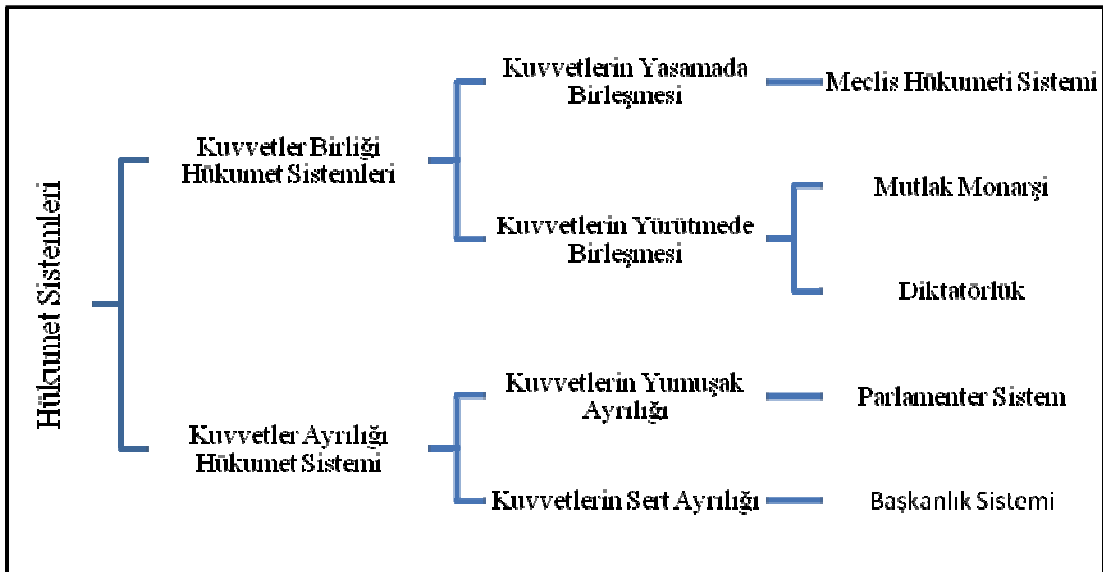 Hükumet Sistemleri
Kuvvetler Birliği
Hükumet Sistemleri
Kuvvetlerin Yasamada
Birleşmesi
Meclis Hükumeti Sistemi
Kuvvetlerin Yürütmede
Birleşmesi
Mutlak Monarşi
Diktatörlük
Kuvvetler Ayrılığı
Hükumet Sistemi
Kuvvetlerin Yumuşak
Ayrılığı
Parlamenter Sistem
Kuvvetlerin Sert Ayrılığı
Başkanlık Sistemi